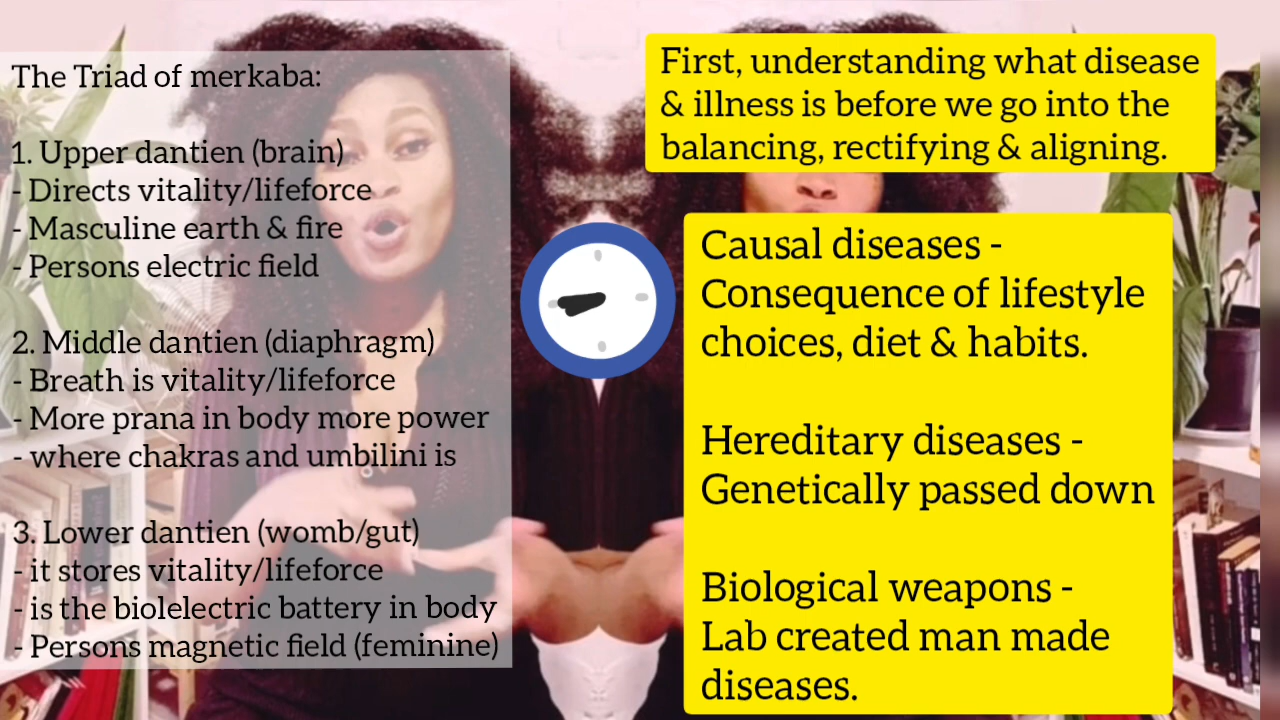 The Triad of merkaba:
1. Upper dantien (brain)
- Directs vitality/lifeforce
- Masculine earth & fire
- Persons electric field
2. Middle dantien (diaphragm)
- Breath is vitality/lifeforce
- More prana in body more power
- where chakras and umbilini is
3. Lower dantien (womb/gut)
- it stores vitality/lifeforce
- is the biolelectric battery in body
- Persons magnetic field (feminine)
First, understanding what disease
& illness is before we go into the
balancing, rectifying & aligning.
Causal diseases -
Consequence of lifestyle
choices, diet & habits.
Hereditary diseases -
Genetically passed down
Biological weapons -
Lab created man made
diseases.